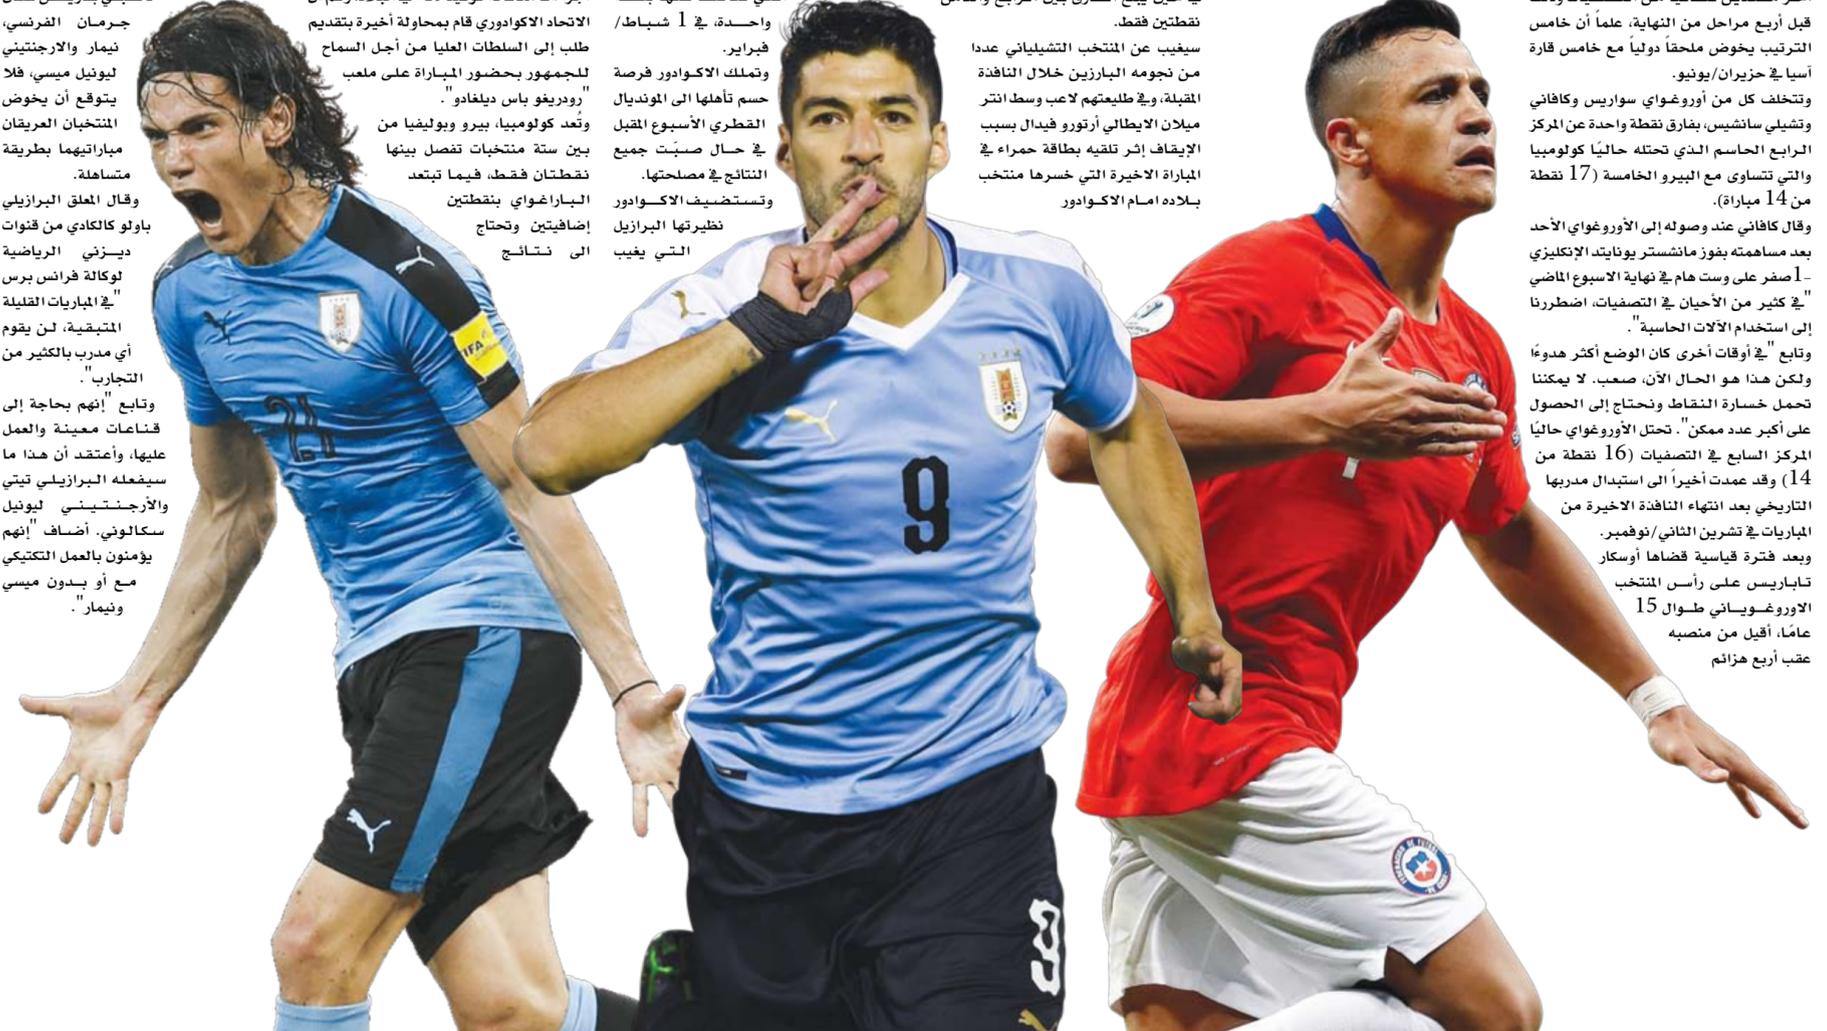 قبل أربع مراحل من النهاية، علماً أن خامس
الترتيب يخوض ملحقاً دولياً مع خامس قارة
آسيا في حزيران/يونيو.
وتتخلف كل من أوروغواي سواريس وكافاني
وتشيلي سانشيس، بفارق نقطة واحدة عن المركز
الرابع الحاسم الذي تحتله حاليًا كولومبيا
والتي تتساوى مع البيرو الخامسة (17 نقطة
من 14 مباراة).
وقال كافاني عند وصوله إلى الأوروغواي الأحد
بعد مساهمته بفوز مانشستر يونايتد الإنكليزي
1-صفر على وست هام في نهاية الاسبوع الماضي
"في كثير من الأحيان في التصفيات، اضطررنا
إلى استخدام الآلات الحاسبة".
وتابع "في أوقات أخرى كان الوضع أكثر هدوءًا
ولكن هذا هو الحال الآن، صعب. لا يمكننا
تحمل خسارة النقاط ونحتاج إلى الحصول
على أكبر عدد ممكن". تحتل الأوروغواي حاليًا
المركز السابع في التصفيات (16 نقطة من
14) وقد عمدت أخيراً الى استبدال مدربها
التاريخي بعد انتهاء النافذة الاخيرة من
المباريات في تشرين الثاني/نوفمبر.
وبعد فترة قياسية قضاها أوسكار
تاباريس على رأس المنتخب
الاوروغوياني طوال 15
عامًا، أقيل من منصبه
عقب أربع هزائم
نقطتين فقط.
سيغيب عن المنتخب التشيلياني عددا
من نجومه البارزين خلال النافذة
المقبلة، وفي طليعتهم لاعب وسط انتر
ميلان الايطالي أرتورو فيدال بسبب
الإيقاف إثر تلقيه بطاقة حمراء في
المباراة الاخيرة التي خسرها منتخب
بلاده امام الاكوادور
واحدة، في 1 شباط/
فبراير.
وتملك الاكوادور فرصة
حسم تأهلها الى المونديال
القطري الأسبوع المقبل
في حال صبّت جميع
النتائج في مصلحتها.
وتستضيف الاكوادور
نظيرتها البرازيل
التي يغيب
الاتحاد الاكوادوري قام بمحاولة أخيرة بتقديم
طلب إلى السلطات العليا من أجل السماح
للجمهور بحضور المباراة على ملعب
"رودريغو باس ديلغادو".
وتُعد كولومبيا، بيرو وبوليفيا من
بين ستة منتخبات تفصل بينها
نقطتان فقط، فيما تبتعد
الباراغواي بنقطتين
إضافيتين وتحتاج
الى نتائج
جرمان الفرنسي،
نيمار والارجنتيني
ليونيل ميسي، فلا
يتوقع أن يخوض
المنتخبان العريقان
مباراتيهما بطريقة
متساهلة.
وقال المعلق البرازيلي
باولو كالكادي من قنوات
ديزني الرياضية
لوكالة فرانس برس
"في المباريات القليلة
المتبقية، لن يقوم
أي مدرب بالكثير من
التجارب".
وتابع "إنهم بحاجة إلى
قناعات معينة والعمل
عليها، وأعتقد أن هذا ما
سيفعله البرازيلي تيتي
والأرجنتيني ليونيل
سكالوني. أضاف "إنهم
يؤمنون بالعمل التكتيكي
مع أو بدون ميسي
ونيمار".
FIFA
21
9
9